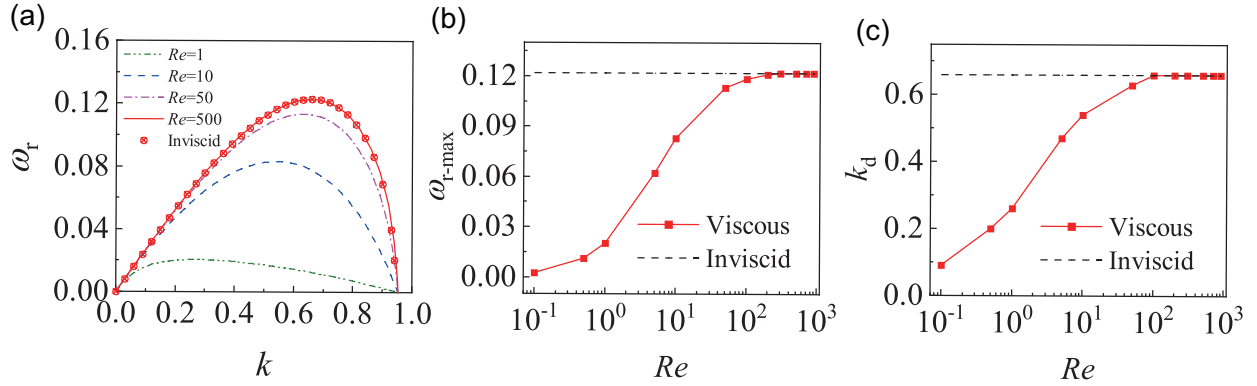 (a)
0.16
0.12
0.08
0.04
0.00
ωr
Re=1
Re=10
Re=50
Re=500
Inviscid
0.0 0.2 0.4 0.6 0.8 1.0
k
(b)
0.12
0.09
0.06
0.03
0.00
ωr-max
Viscous
Inviscid
10-1 100 101 102 103
Re
(c)
0.6
0.4
0.2
0.0
kd
Viscous
Inviscid
10-1 100 101 102 103
Re